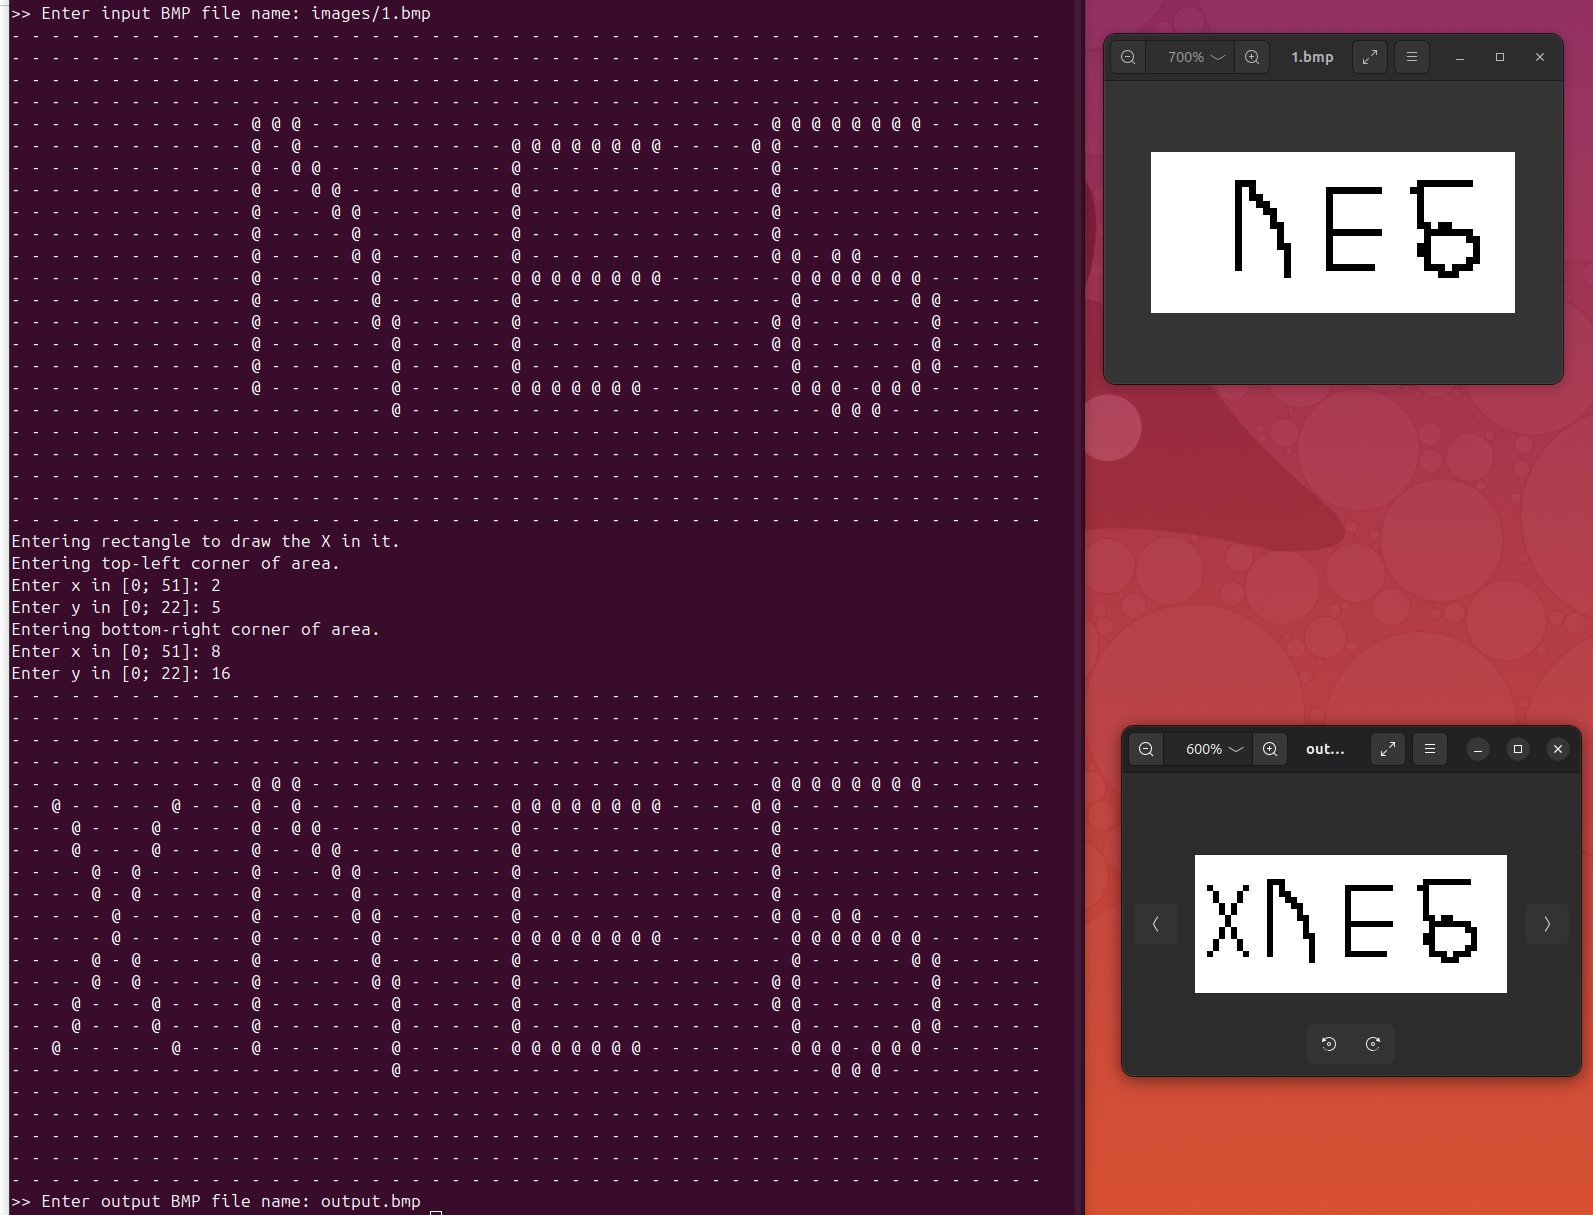 >> Enter input BMP file name: images/1.bmp
Entering rectangle to draw the X in it.
Entering top-left corner of area.
Enter x in [0; 51]: 2
Enter y in [0; 22]: 5
Entering bottom-right corner of area.
Enter x in [0; 51]: 8
Enter y in [0; 22]: 16
>> Enter output BMP file name: output.bmp
700%
1.bmp
600%
out...